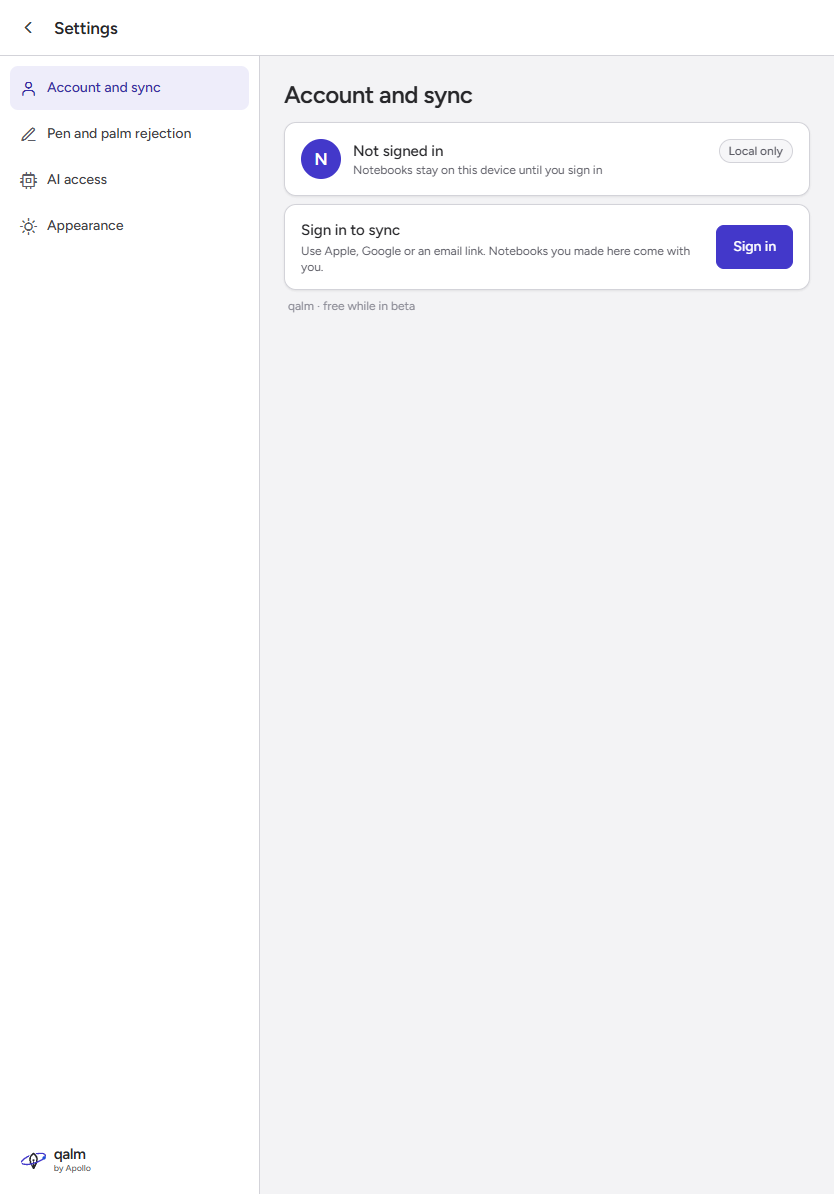 Settings
Account and sync
Pen and palm rejection
AI access
Appearance
qalm
by Apollo
Account and sync
N
Not signed in
Notebooks stay on this device until you sign in
Local only
Sign in to sync
Use Apple, Google or an email link. Notebooks you made here come with
you.
Sign in
qalm · free while in beta